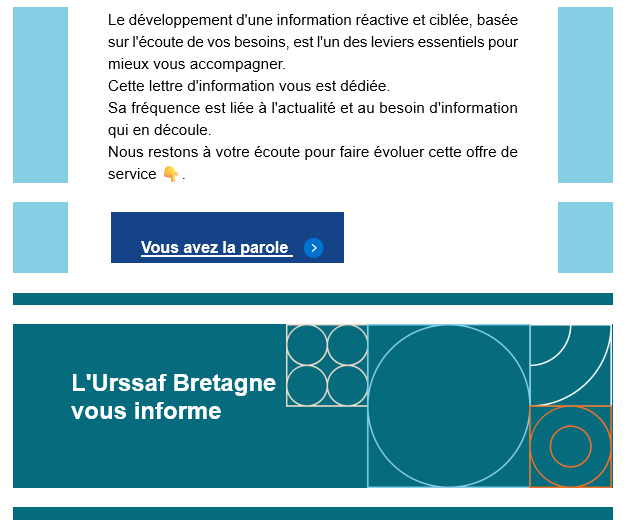 Le développement d'une information réactive et ciblée, basée
sur l'écoute de vos besoins, est l'un des leviers essentiels pour
mieux vous accompagner.
Cette lettre d'information vous est dédiée.
Sa fréquence est liée à l'actualité et au besoin d'information
qui en découle.
Nous restons à votre écoute pour faire évoluer cette offre de
service 👇 .
Vous avez la parole
L'Urssaf Bretagne
vous informe